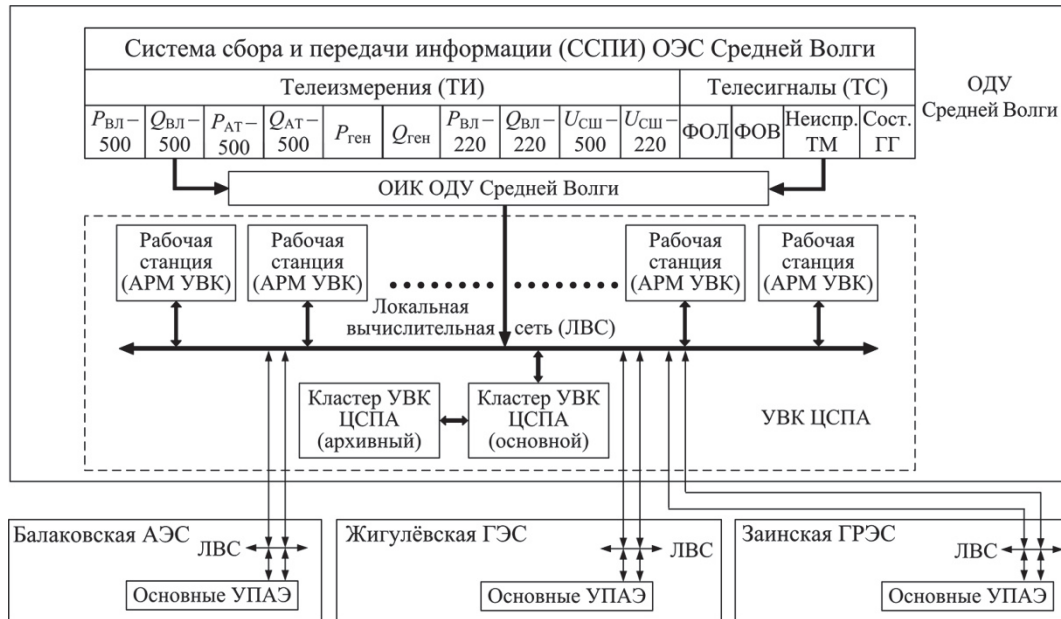 Система сбора и передачи информации (ССПИ) ОЭС Средней Волги
Телеизмерения (ТИ)
Телесигналы (ТС)
ОДУ
Средней Волги
P_ВЛ–
500
Q_ВЛ–
500
P_АТ–
500
Q_АТ–
500
P_ген
Q_ген
P_ВЛ–
220
Q_ВЛ–
220
U_СШ–
500
U_СШ–
220
ФОЛ
ФОВ
Неиспр.
ТМ
Сост.
ГГ
ОИК ОДУ Средней Волги
Рабочая
станция
(АРМ УВК)
Рабочая
станция
(АРМ УВК)
Рабочая
станция
(АРМ УВК)
Рабочая
станция
(АРМ УВК)
Локальная
вычислительная сеть (ЛВС)
Кластер УВК
ЦСПА
(архивный)
Кластер УВК
ЦСПА
(основной)
УВК ЦСПА
Балаковская АЭС
ЛВС
Основные УПАЭ
Жигулёвская ГЭС
ЛВС
Основные УПАЭ
Заинская ГРЭС
ЛВС
Основные УПАЭ